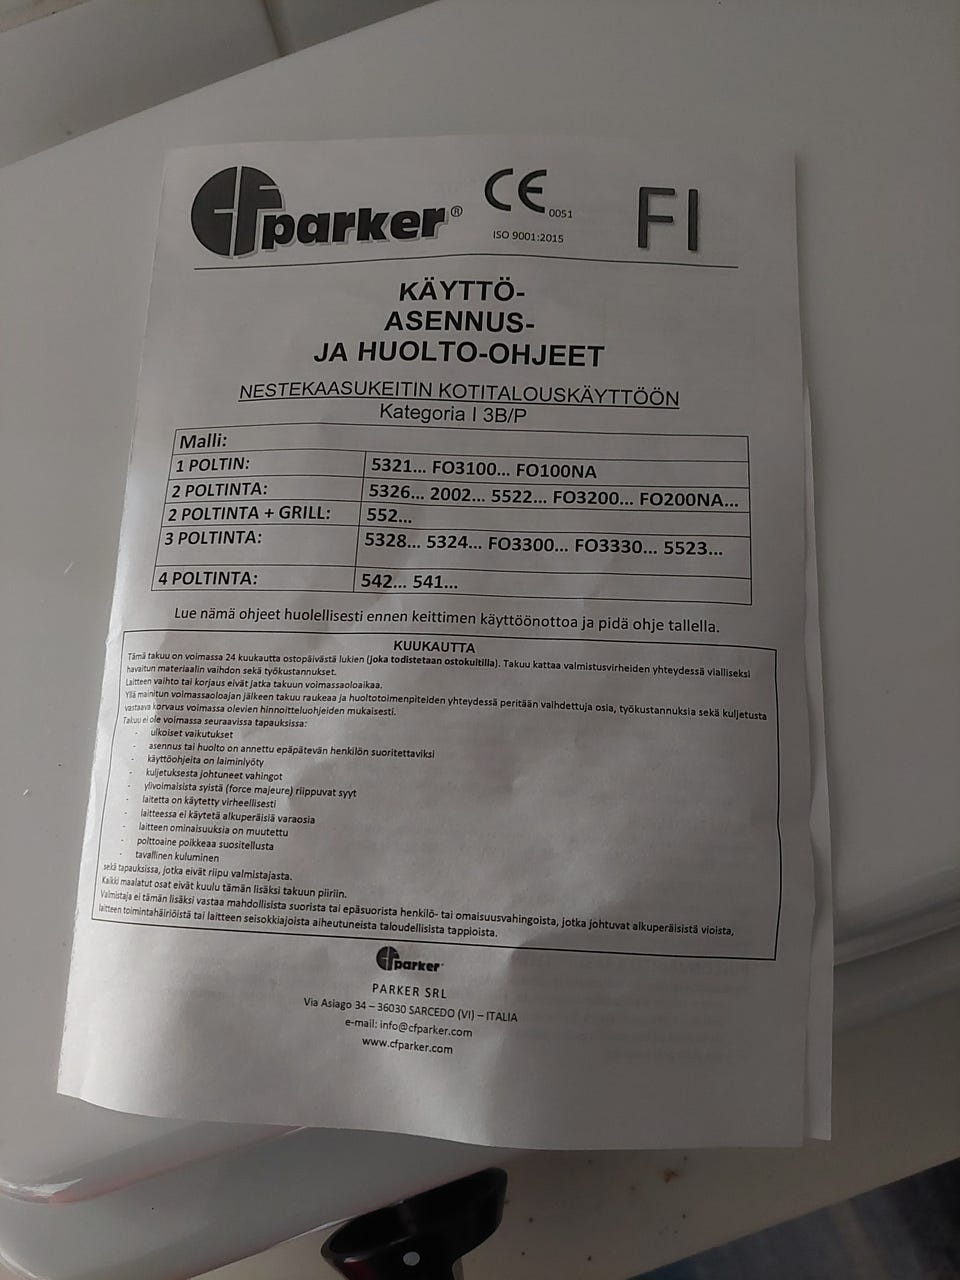 CFparker®
CE 0051
ISO 9001:2015
FI
KÄYTTÖ-
ASENNUS-
JA HUOLTO-OHJEET
NESTEKAASUKEITIN KOTITALOUSKÄYTTÖÖN
Kategoria I 3B/P
Malli:
1 POLTIN: 5321... FO3100... FO100NA
2 POLTINTA: 5326... 2002... 5522... FO3200... FO200NA...
2 POLTINTA + GRILL: 552...
3 POLTINTA: 5328... 5324... FO3300... FO3330... 5523...
4 POLTINTA: 542... 541...
Lue nämä ohjeet huolellisesti ennen keittimen käyttöönottoa ja pidä ohje tallella.
KUUKAUTTA
Tämä takuu on voimassa 24 kuukautta ostopäivästä lukien (joka todistetaan ostokuitilla). Takuu kattaa valmistusvirheiden yhteydessä vialliseksi
havaitun materiaalin vaihdon sekä työkustannukset.
Laitteen vaihto tai korjaus eivät jatka takuun voimassaoloaikaa.
Yllä mainitun voimassaoloajan jälkeen takuu raukeaa ja huoltotoimenpiteiden yhteydessä peritään vaihdettuja osia, työkustannuksia sekä kuljetusta
vastaava korvaus voimassa olevien hinnoitteluohjeiden mukaisesti.
Takuu ei ole voimassa seuraavissa tapauksissa:
- ulkoiset vaikutukset
- asennus tai huolto on annettu epäpätevän henkilön suoritettaviksi
- käyttöohjeita on laiminlyöty
- kuljetuksesta johtuneet vahingot
- ylivoimaisista syistä (force majeure) riippuvat syyt
- laitetta on käytetty virheellisesti
- laitteessa ei käytetä alkuperäisiä varaosia
- laitteen ominaisuuksia on muutettu
- polttoaine poikkeaa suositellusta
- tavallinen kuluminen
sekä tapauksissa, jotka eivät riipu valmistajasta.
Kaikki maalatut osat eivät kuulu tämän lisäksi takuun piiriin.
Valmistaja ei tämän lisäksi vastaa mahdollisista suorista tai epäsuorista henkilö- tai omaisuusvahingoista, jotka johtuvat alkuperäisistä vioista,
laitteen toimintahäiriöistä tai laitteen seisokkiajoista aiheutuneista taloudellisista tappioista.
CFparker®
PARKER SRL
Via Asiago 34 – 36030 SARCEDO (VI) – ITALIA
e-mail: info@cfparker.com
www.cfparker.com